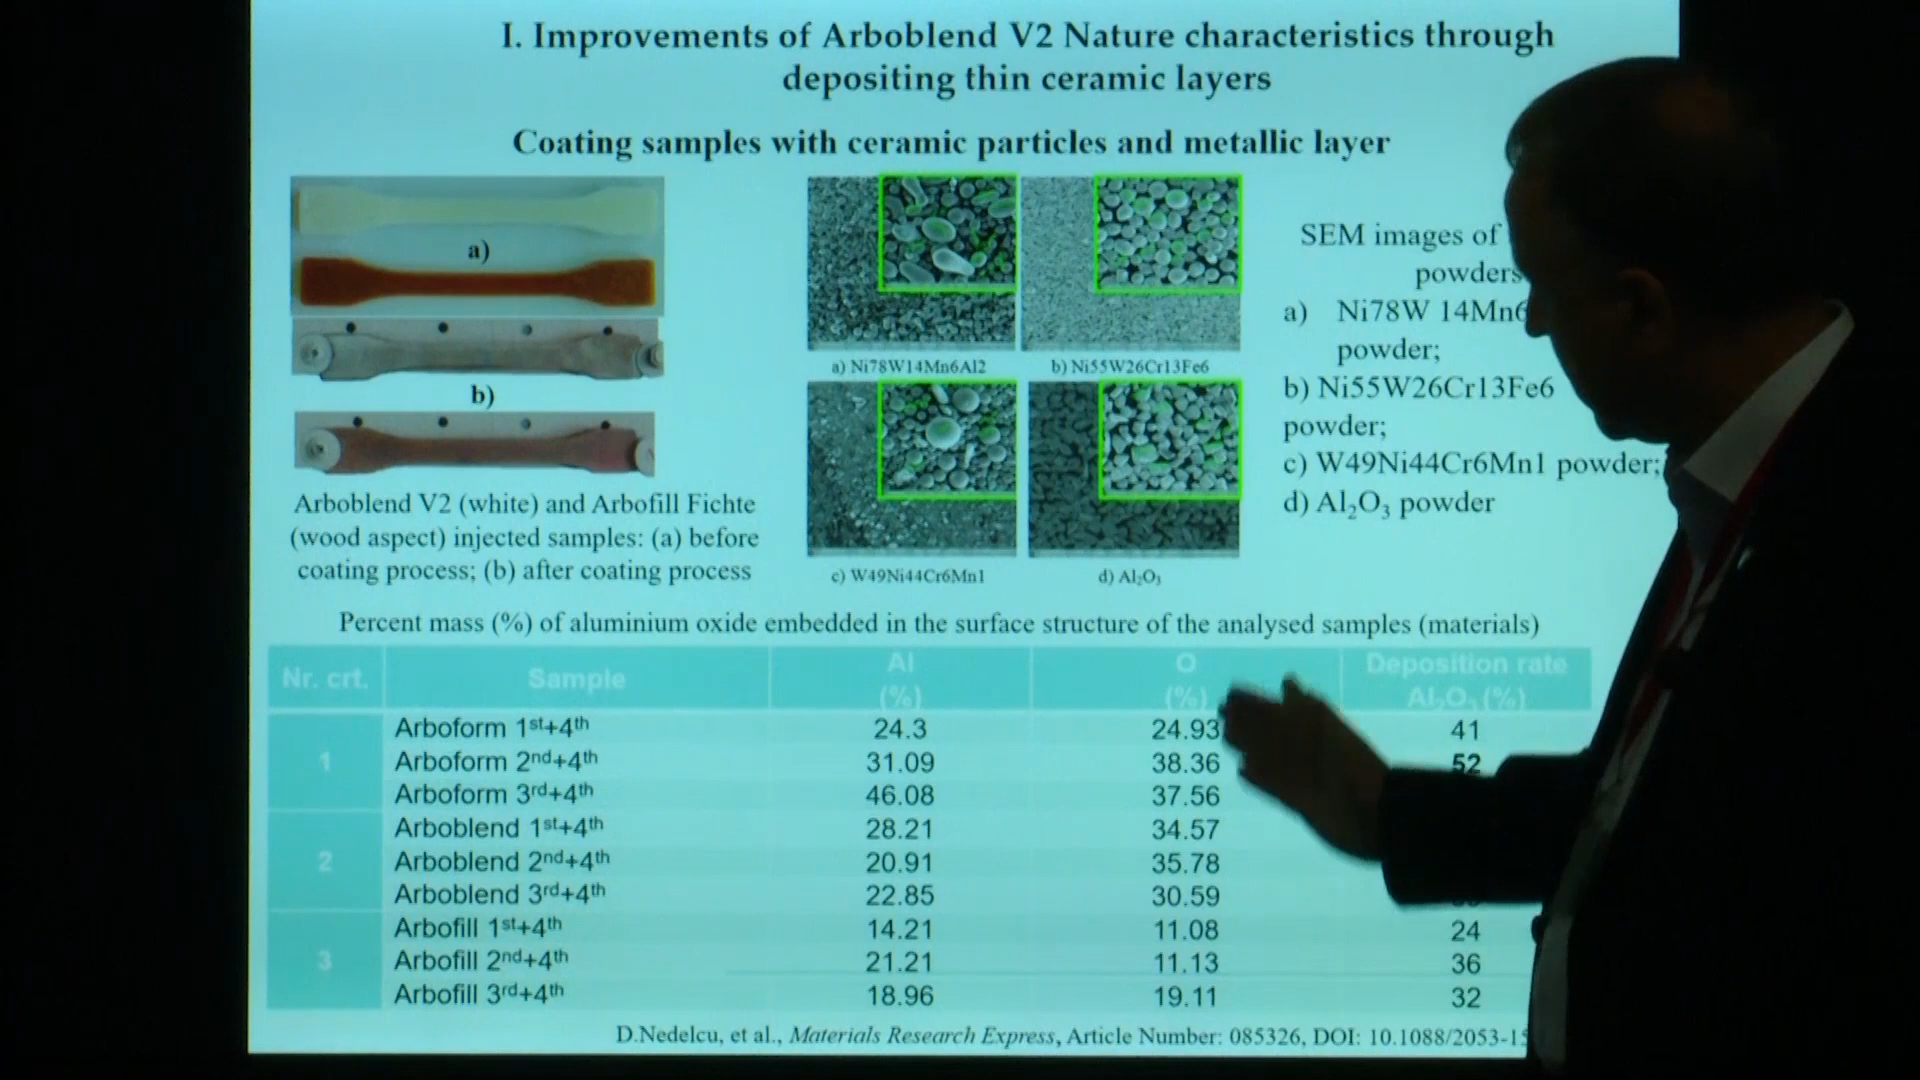 I. Improvements of Arboblend V2 Nature characteristics through
depositing thin ceramic layers
Coating samples with ceramic particles and metallic layer
a)
b)
Arboblend V2 (white) and Arbofill Fichte
(wood aspect) injected samples: (a) before
coating process; (b) after coating process
a) Ni78W14Mn6Al2
b) Ni55W26Cr13Fe6
c) W49Ni44Cr6Mn1
d) Al₂O₃
SEM images of
powders
a) Ni78W 14Mn6
powder;
b) Ni55W26Cr13Fe6
powder;
c) W49Ni44Cr6Mn1 powder;
d) Al₂O₃ powder
Percent mass (%) of aluminium oxide embedded in the surface structure of the analysed samples (materials)
Nr. crt. Sample Al (%) O (%) Deposition rate Al₂O₃ (%)
1
Arboform 1st+4th 24.3 24.93 41
Arboform 2nd+4th 31.09 38.36 52
Arboform 3rd+4th 46.08 37.56
2
Arboblend 1st+4th 28.21 34.57
Arboblend 2nd+4th 20.91 35.78
Arboblend 3rd+4th 22.85 30.59
3
Arbofill 1st+4th 14.21 11.08 24
Arbofill 2nd+4th 21.21 11.13 36
Arbofill 3rd+4th 18.96 19.11 32
D.Nedelcu, et al., Materials Research Express, Article Number: 085326, DOI: 10.1088/2053-15